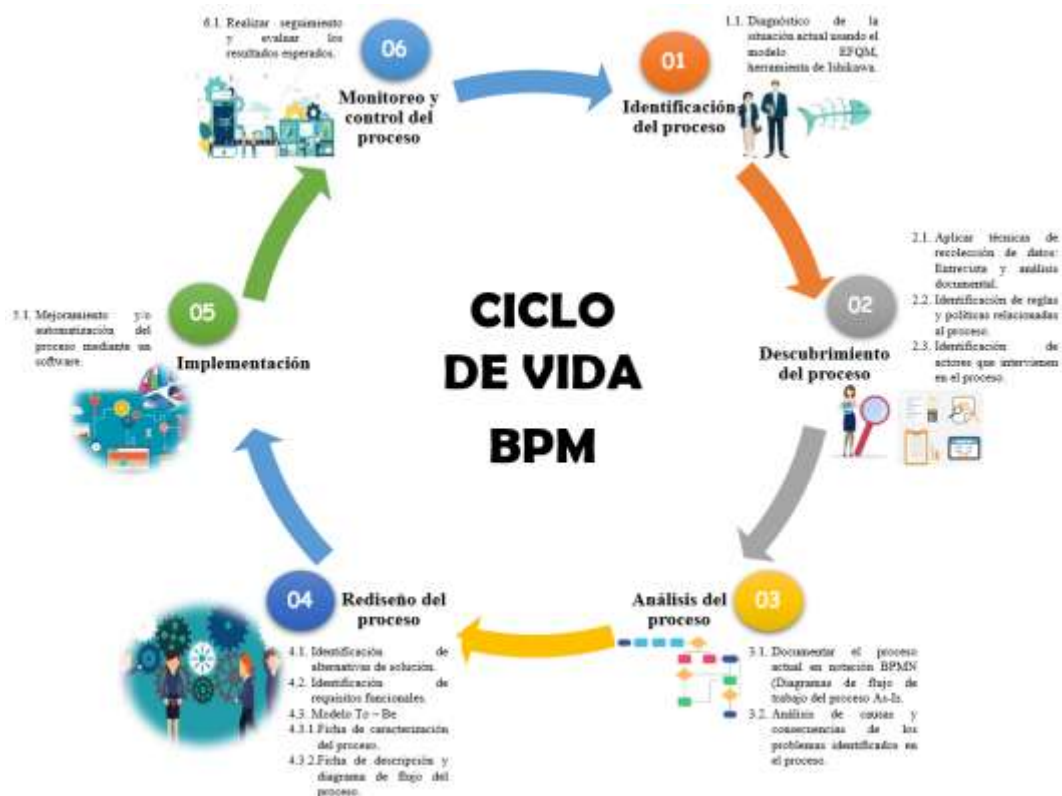 CICLO
DE VIDA
BPM
01
Identificación
del proceso
1.1. Diagnóstico de la
situación actual usando el
modelo EFQM,
herramienta de Ishikawa.
02
Descubrimiento
del proceso
2.1. Aplicar técnicas de
recolección de datos:
Entrevista y análisis
documental.
2.2. Identificación de reglas
y políticas relacionadas
al proceso.
2.3. Identificación de
actores que intervienen
en el proceso.
03
Análisis del
proceso
3.1. Documentar el proceso
actual en notación BPMN
(Diagramas de flujo de
trabajo del proceso As-Is.
3.2. Análisis de causas y
consecuencias de los
problemas identificados en
el proceso.
04
Rediseño del
proceso
4.1. Identificación de
alternativas de solución.
4.2. Identificación de
requisitos funcionales.
4.3. Modelo To – Be
4.3.1. Ficha de caracterización
del proceso.
4.3.2. Ficha de descripción y
diagrama de flujo del
proceso.
05
Implementación
5.1. Mejoramiento y/o
automatización del
proceso mediante un
software.
06
Monitoreo y
control del
proceso
6.1. Realizar seguimiento
y evaluar los
resultados esperados.